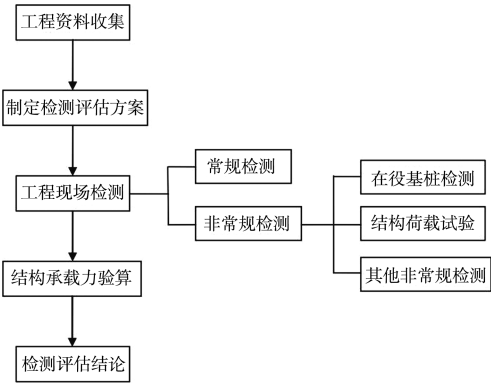 工程资料收集
制定检测评估方案
工程现场检测
常规检测
非常规检测
在役基桩检测
结构荷载试验
其他非常规检测
结构承载力验算
检测评估结论